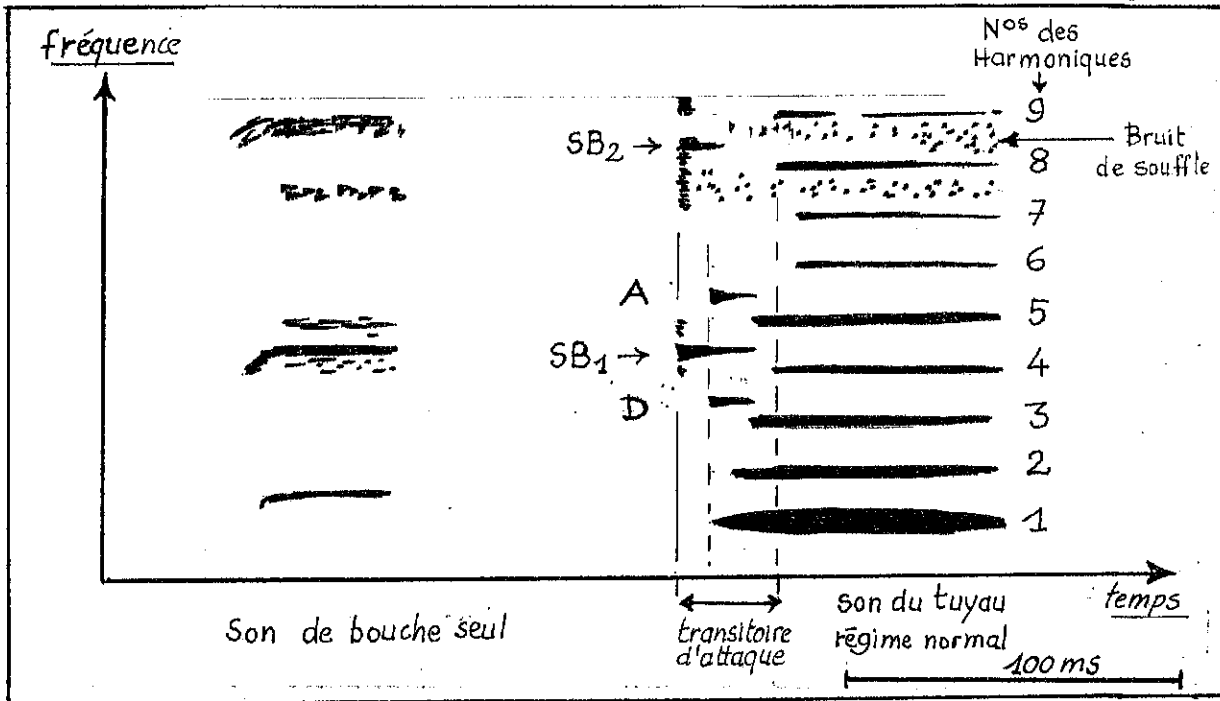 fréquence
Nos des
Harmoniques
9
SB2
Bruit
de souffle
8
7
6
A
5
SB1
4
D
3
2
1
Son de bouche seul
transitoire
d'attaque
son du tuyau
régime normal
temps
100 ms